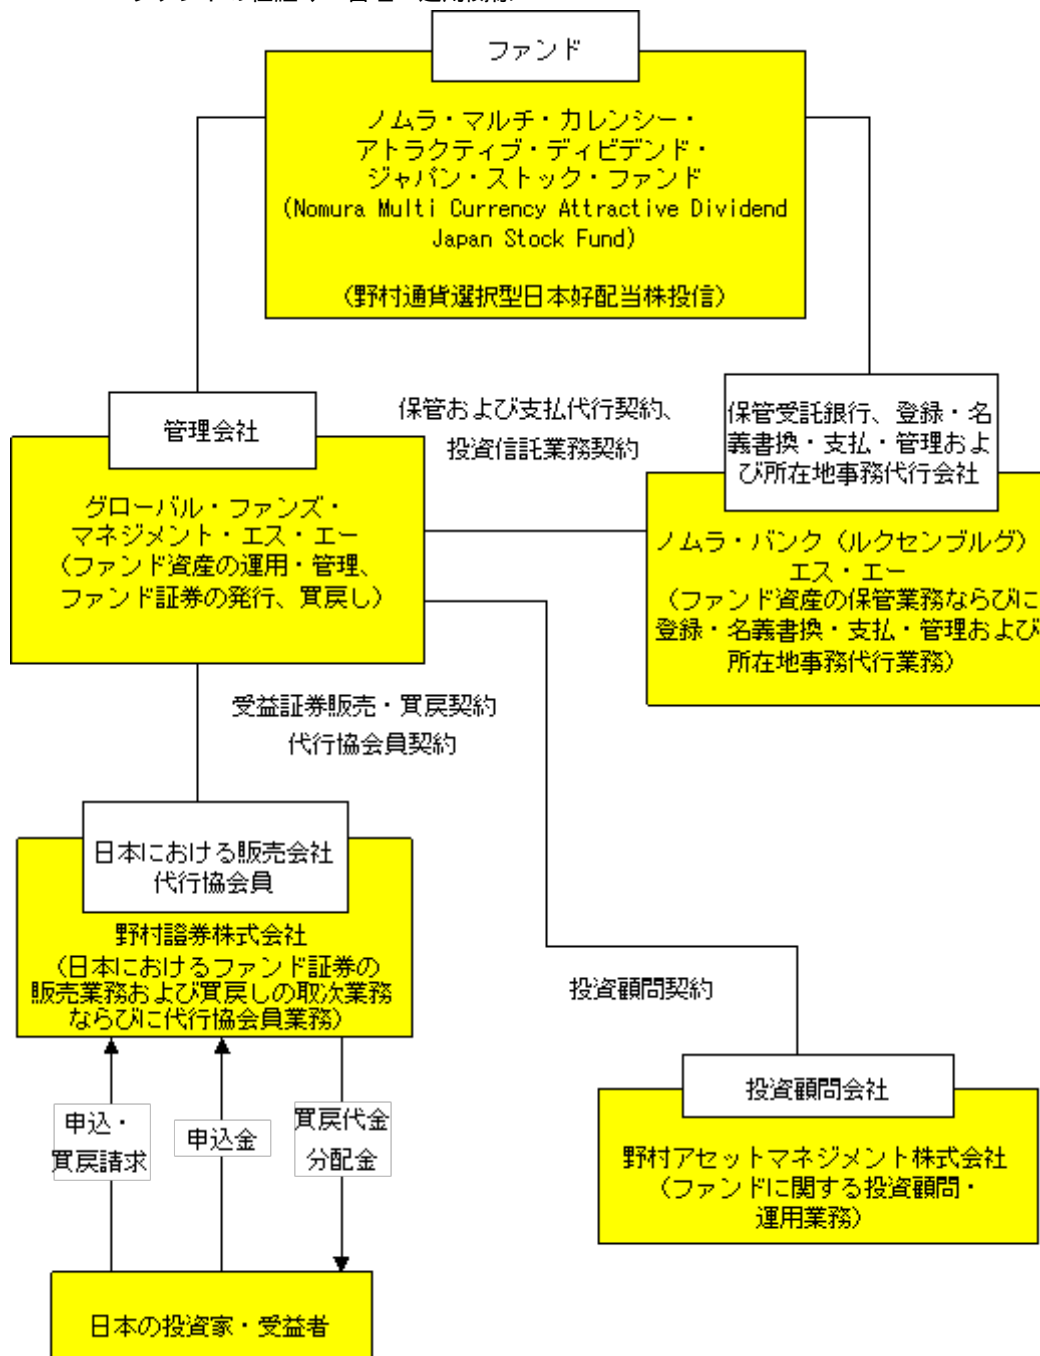 ファンド
ノムラ・マルチ・カレンシー・
アトラクティブ・ディビデンド・
ジャパン・ストック・ファンド
(Nomura Multi Currency Attractive Dividend
Japan Stock Fund)
(野村通貨選択型日本好配当株投信)
管理会社
グローバル・ファンズ・
マネジメント・エス・エー
(ファンド資産の運用・管理、
ファンド証券の発行、買戻し)
保管および支払代行契約、
投資信託業務契約
保管受託銀行、登録・名
義書換・支払・管理およ
び所在地事務代行会社
ノムラ・バンク(ルクセンブルグ)
エス・エー
(ファンド資産の保管業務ならびに
登録・名義書換・支払・管理および
所在地事務代行業務)
受益証券販売・買戻契約
代行協会員契約
日本における販売会社
代行協会員
野村證券株式会社
(日本におけるファンド証券の
販売業務および買戻しの取次業務
ならびに代行協会員業務)
投資顧問契約
投資顧問会社
野村アセットマネジメント株式会社
(ファンドに関する投資顧問・
運用業務)
申込・
買戻請求
申込金
買戻代金
分配金
日本の投資家・受益者